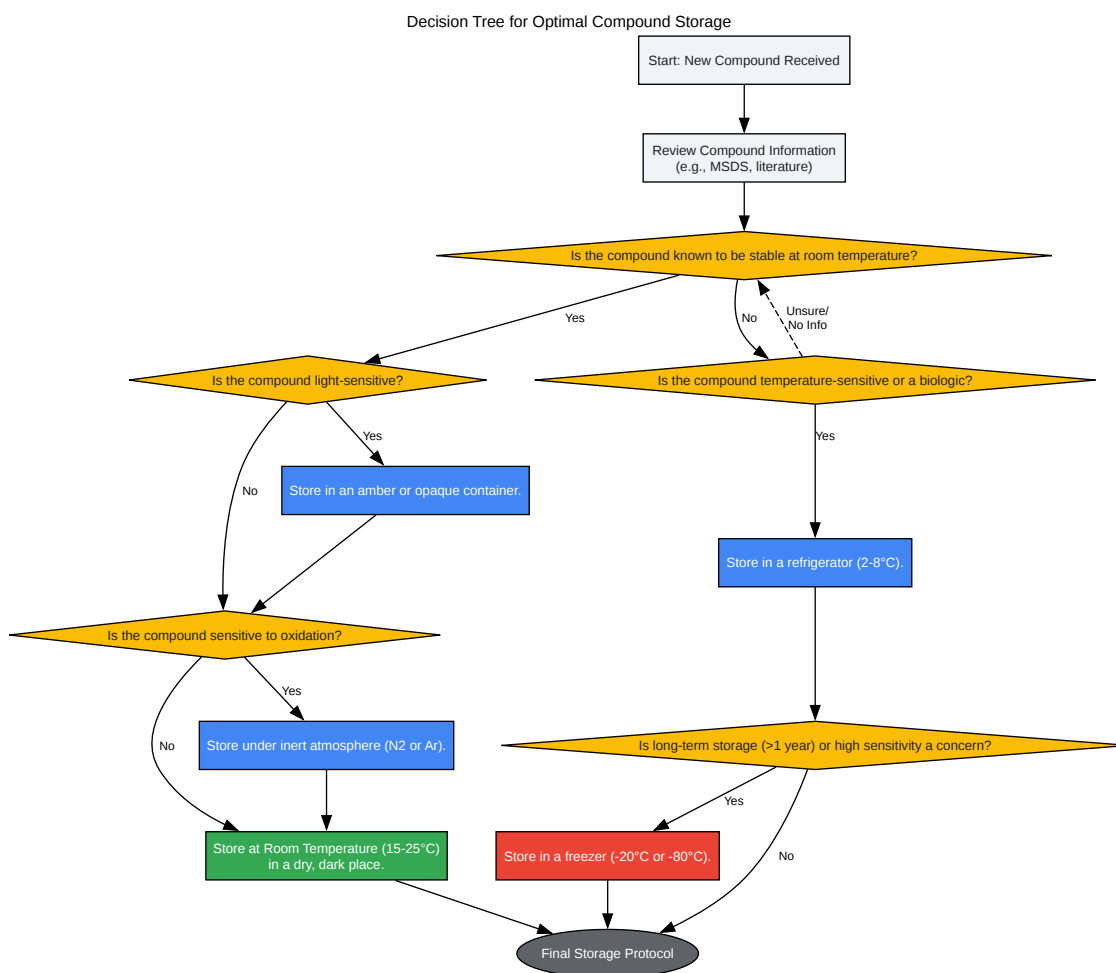 Decision Tree for Optimal Compound Storage
Start: New Compound Received
Review Compound Information
(e.g., MSDS, literature)
Is the compound known to be stable at room temperature?
Yes
No
Unsure/
No Info
Is the compound light-sensitive?
Is the compound temperature-sensitive or a biologic?
Yes
Yes
No
Store in an amber or opaque container.
Store in a refrigerator (2-8°C).
Is the compound sensitive to oxidation?
Yes
No
Store under inert atmosphere (N2 or Ar).
Is long-term storage (>1 year) or high sensitivity a concern?
Yes
No
Store at Room Temperature (15-25°C)
in a dry, dark place.
Store in a freezer (-20°C or -80°C).
Final Storage Protocol